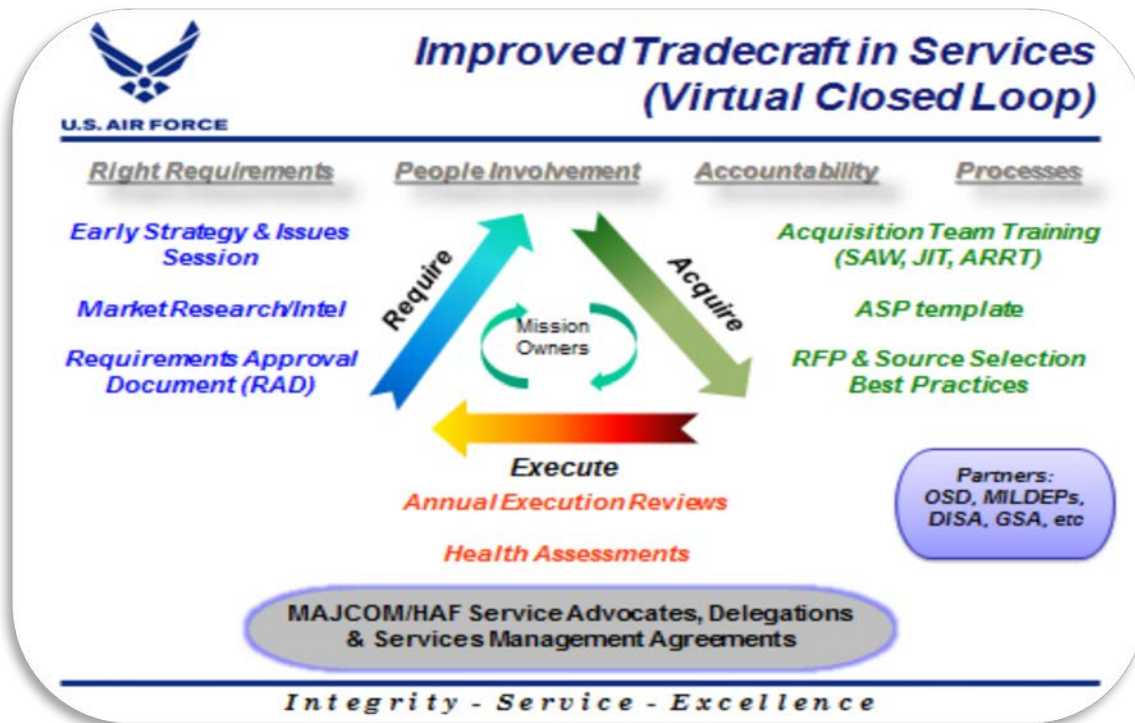 U.S. AIR FORCE
Improved Tradecraft in Services
(Virtual Closed Loop)
Right Requirements People Involvement Accountability Processes
Early Strategy & Issues
Session
Market Research/Intel
Requirements Approval
Document (RAD)
Require
Mission
Owners
Acquire
Acquisition Team Training
(SAW, JIT, ARRT)
ASP template
RFP & Source Selection
Best Practices
Execute
Annual Execution Reviews
Health Assessments
Partners:
OSD, MILDEPs,
DISA, GSA, etc
MAJCOM/HAF Service Advocates, Delegations
& Services Management Agreements
Integrity - Service - Excellence